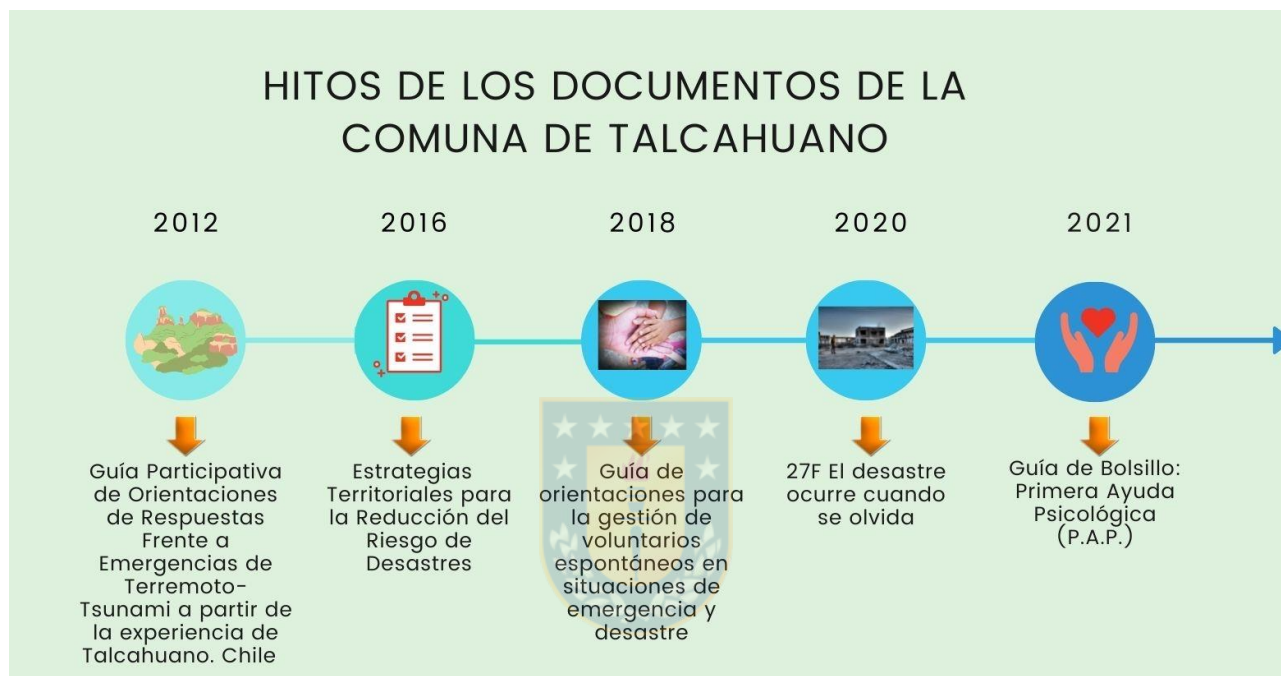 HITOS DE LOS DOCUMENTOS DE LA
COMUNA DE TALCAHUANO
2012
2016
2018
2020
2021
Guía Participativa
de Orientaciones
de Respuestas
Frente a
Emergencias de
Terremoto-
Tsunami a partir de
la experiencia de
Talcahuano. Chile
Estrategias
Territoriales para
la Reducción del
Riesgo de
Desastres
Guía de
orientaciones para
la gestión de
voluntarios
espontáneos en
situaciones de
emergencia y
desastre
27F El desastre
ocurre cuando
se olvida
Guía de Bolsillo:
Primera Ayuda
Psicológica
(P.A.P.)